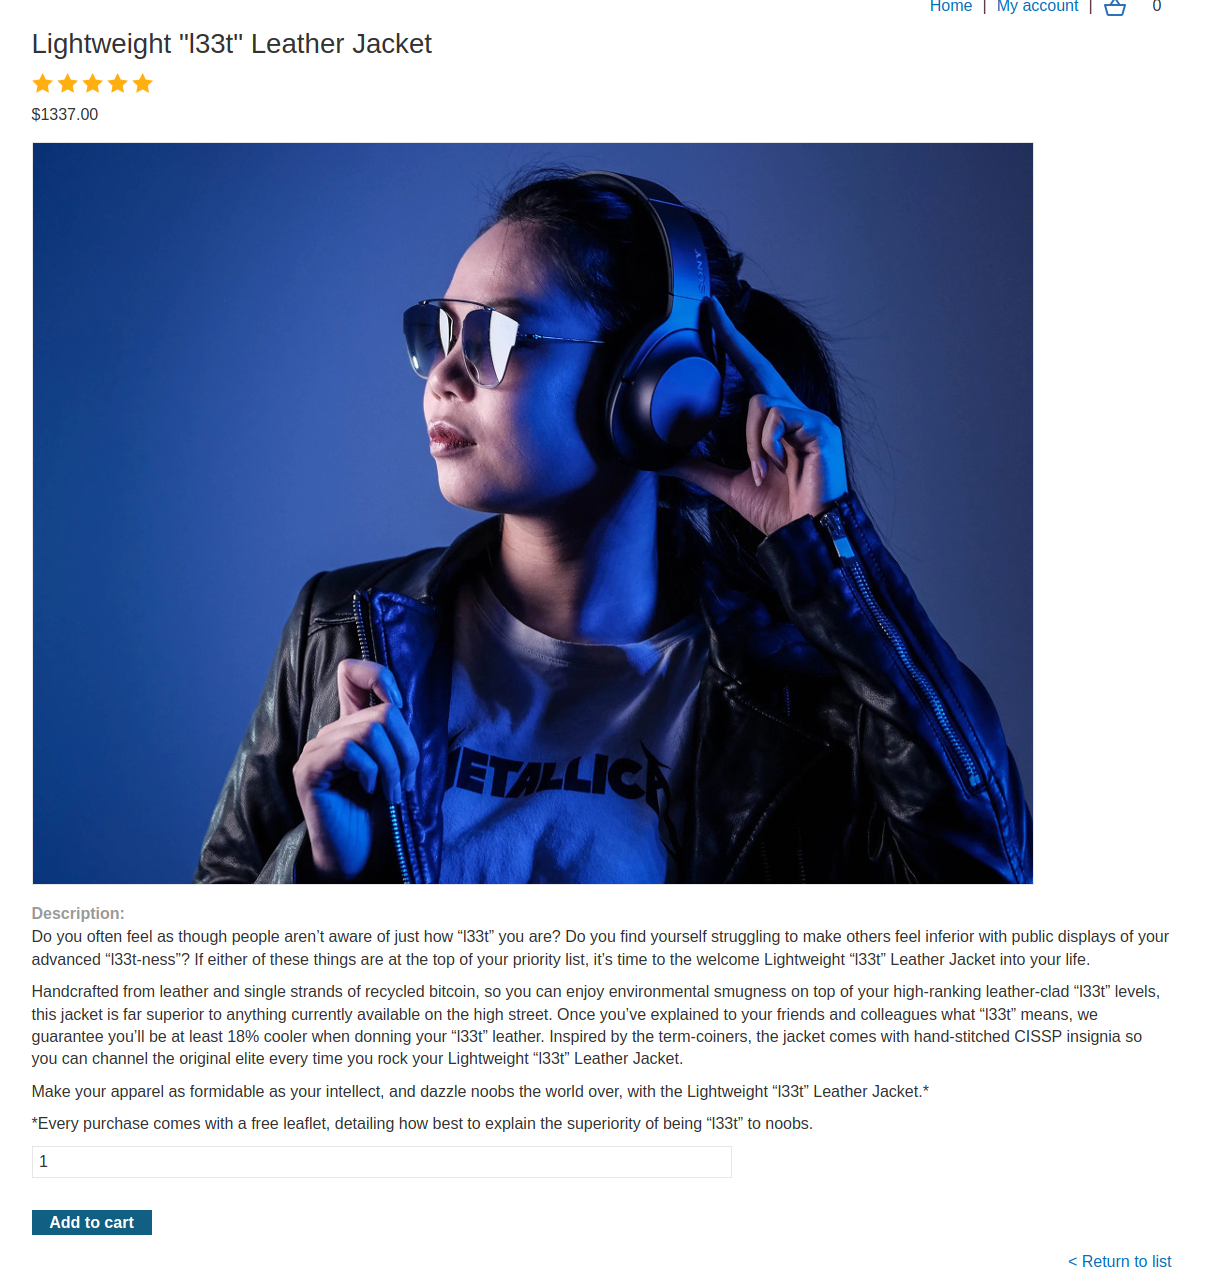 Home | My account | 0
Lightweight "l33t" Leather Jacket
$1337.00
SONY
METALLICA
Description:
Do you often feel as though people aren’t aware of just how “l33t” you are? Do you find yourself struggling to make others feel inferior with public displays of your
advanced “l33t-ness”? If either of these things are at the top of your priority list, it’s time to the welcome Lightweight “l33t” Leather Jacket into your life.
Handcrafted from leather and single strands of recycled bitcoin, so you can enjoy environmental smugness on top of your high-ranking leather-clad “l33t” levels,
this jacket is far superior to anything currently available on the high street. Once you’ve explained to your friends and colleagues what “l33t” means, we
guarantee you’ll be at least 18% cooler when donning your “l33t” leather. Inspired by the term-coiners, the jacket comes with hand-stitched CISSP insignia so
you can channel the original elite every time you rock your Lightweight “l33t” Leather Jacket.
Make your apparel as formidable as your intellect, and dazzle noobs the world over, with the Lightweight “l33t” Leather Jacket.*
*Every purchase comes with a free leaflet, detailing how best to explain the superiority of being “l33t” to noobs.
1
Add to cart
< Return to list